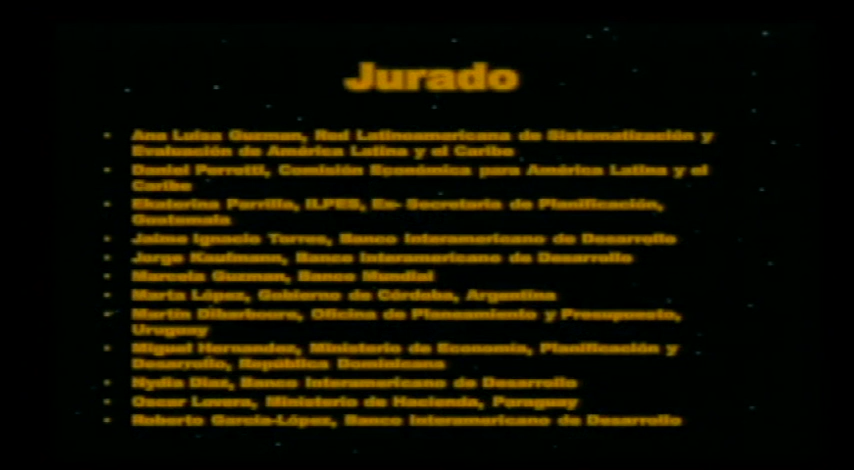 Jurado
• Ana Luisa Guzman, Red Latinoamericana de Sistematización y
Evaluación de América Latina y el Caribe
• Daniel Perrotti, Comisión Económica para América Latina y el
Caribe
• Ekaterina Parrilla, ILPES, Ex- Secretaria de Planificación,
Guatemala
• Jaime Ignacio Torres, Banco Interamericano de Desarrollo
• Jorge Kaufmann, Banco Interamericano de Desarrollo
• Marcela Guzman, Banco Mundial
• Marta López, Gobierno de Córdoba, Argentina
• Martin Dibarboure, Oficina de Planeamiento y Presupuesto,
Uruguay
• Miguel Hernandez, Ministerio de Economía, Planificación y
Desarrollo, República Dominicana
• Nydia Diaz, Banco Interamericano de Desarrollo
• Oscar Lovera, Ministerio de Hacienda, Paraguay
• Roberto Garcia-López, Banco Interamericano de Desarrollo